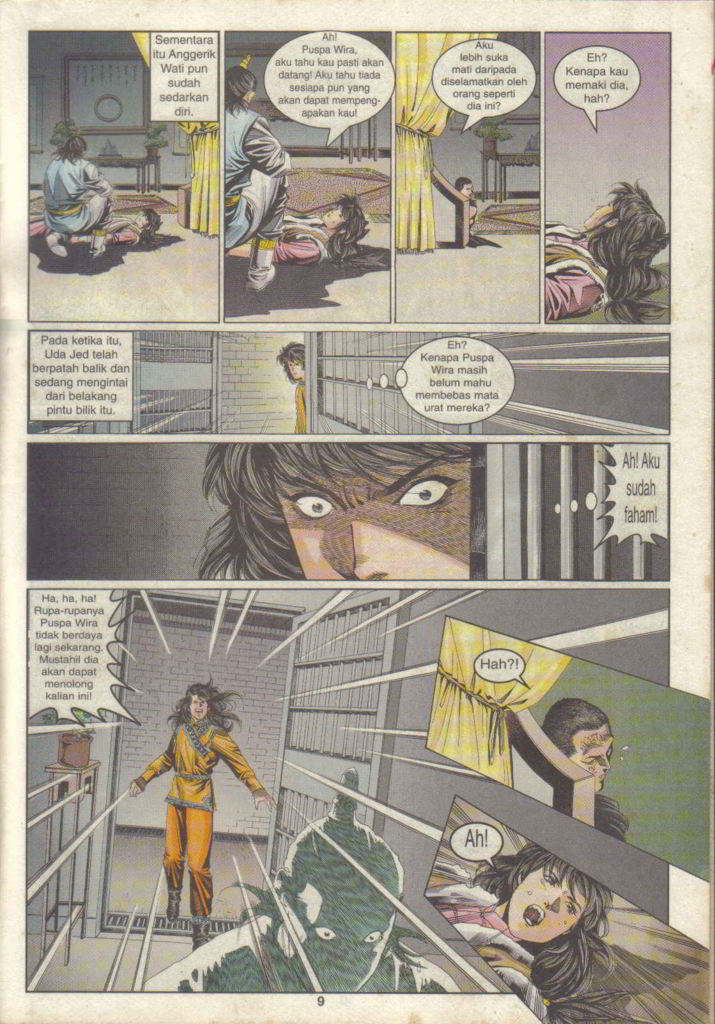 Sementara
itu Anggerik
Wati pun
sudah
sedarkan
diri.
Ah!
Puspa Wira,
aku tahu kau pasti akan
datang! Aku tahu tiada
sesiapa pun yang
akan dapat mempeng-
apakan kau!
Aku
lebih suka
mati daripada
diselamatkan oleh
orang seperti
dia ini?
Eh?
Kenapa kau
memaki dia,
hah?
Pada ketika itu,
Uda Jed telah
berpatah balik dan
sedang mengintai
dari belakang
pintu bilik itu.
Eh?
Kenapa Puspa
Wira masih
belum mahu
membebas mata
urat mereka?
Ah! Aku
sudah
faham!
Ha, ha, ha!
Rupa-rupanya
Puspa Wira
tidak berdaya
lagi sekarang.
Mustahil dia
akan dapat
menolong
kalian ini!
Hah?!
Ah!
9